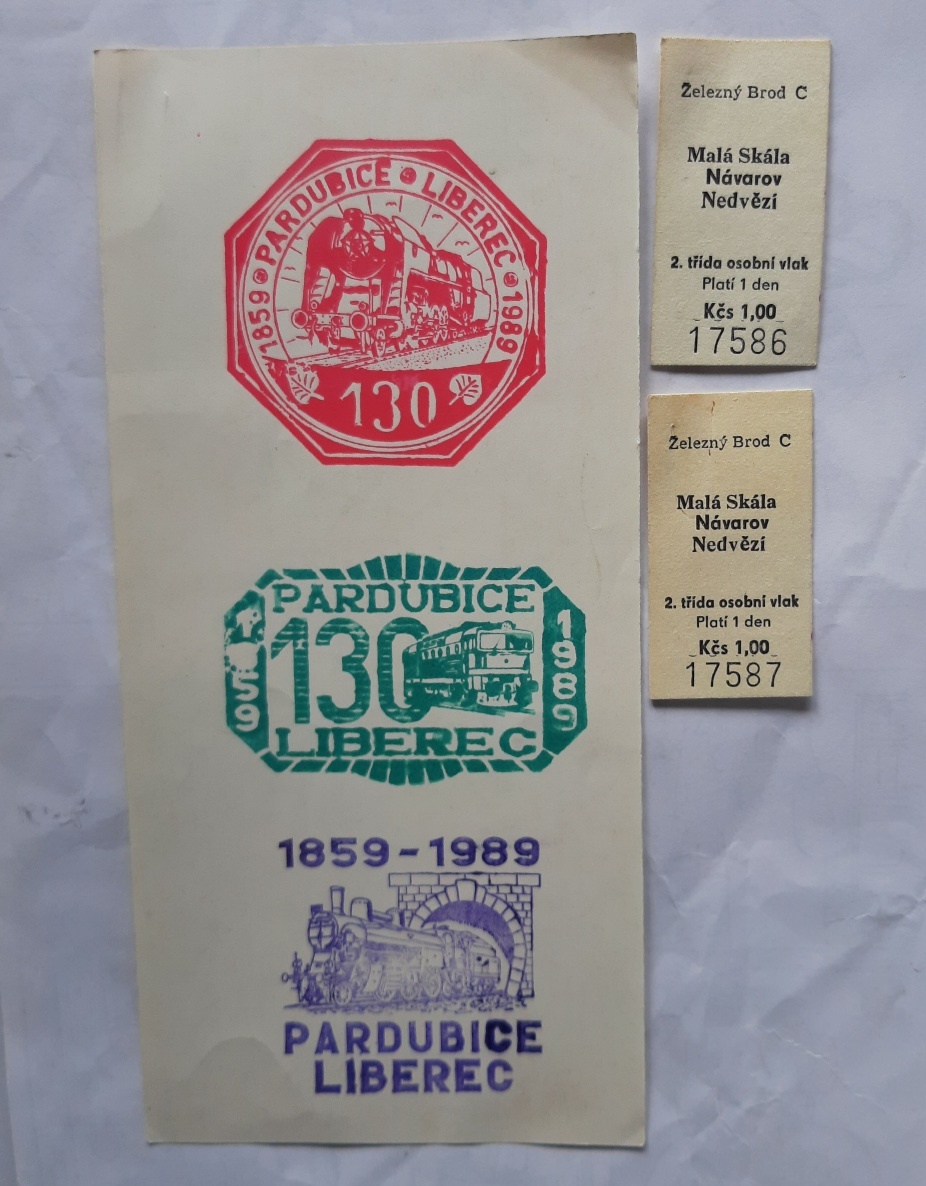 1859 • PARDUBICE • LIBEREC • 1989
130
PARDUBICE
59
130
1989
LIBEREC
1859-1989
PARDUBICE
LIBEREC
Železný Brod C
Malá Skála
Návarov
Nedvězí
2. třída osobní vlak
Platí 1 den
Kčs 1,00
17586
Železný Brod C
Malá Skála
Návarov
Nedvězí
2. třída osobní vlak
Platí 1 den
Kčs 1,00
17587